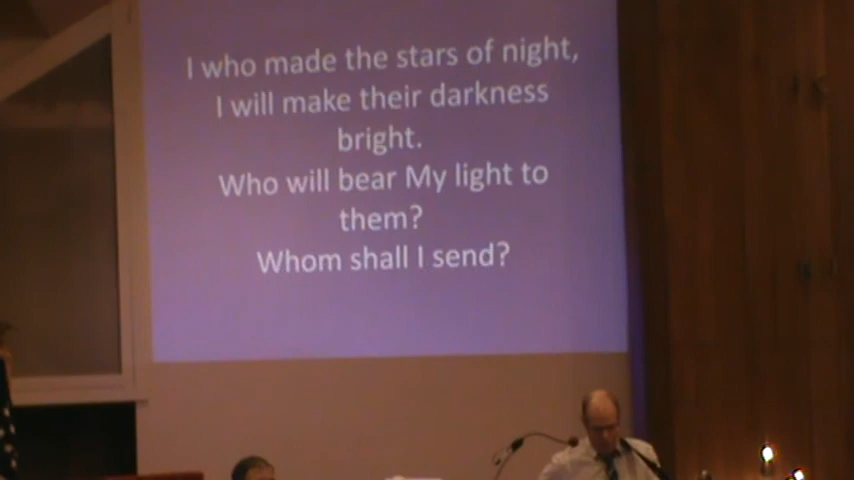 I who made the stars of night,
I will make their darkness
bright.
Who will bear My light to
them?
Whom shall I send?